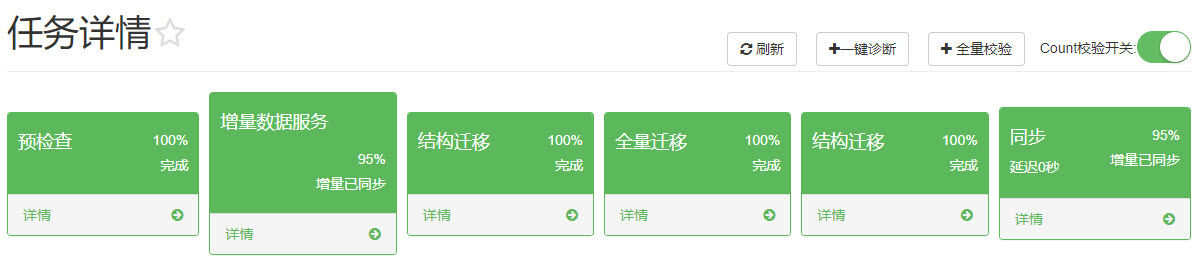 任务详情
刷新
一键诊断
全量校验
Count校验开关:
预检查
100%
完成
详情
增量数据服务
95%
增量已同步
详情
结构迁移
100%
完成
详情
全量迁移
100%
完成
详情
结构迁移
100%
完成
详情
同步
95%
延迟0秒
增量已同步
详情